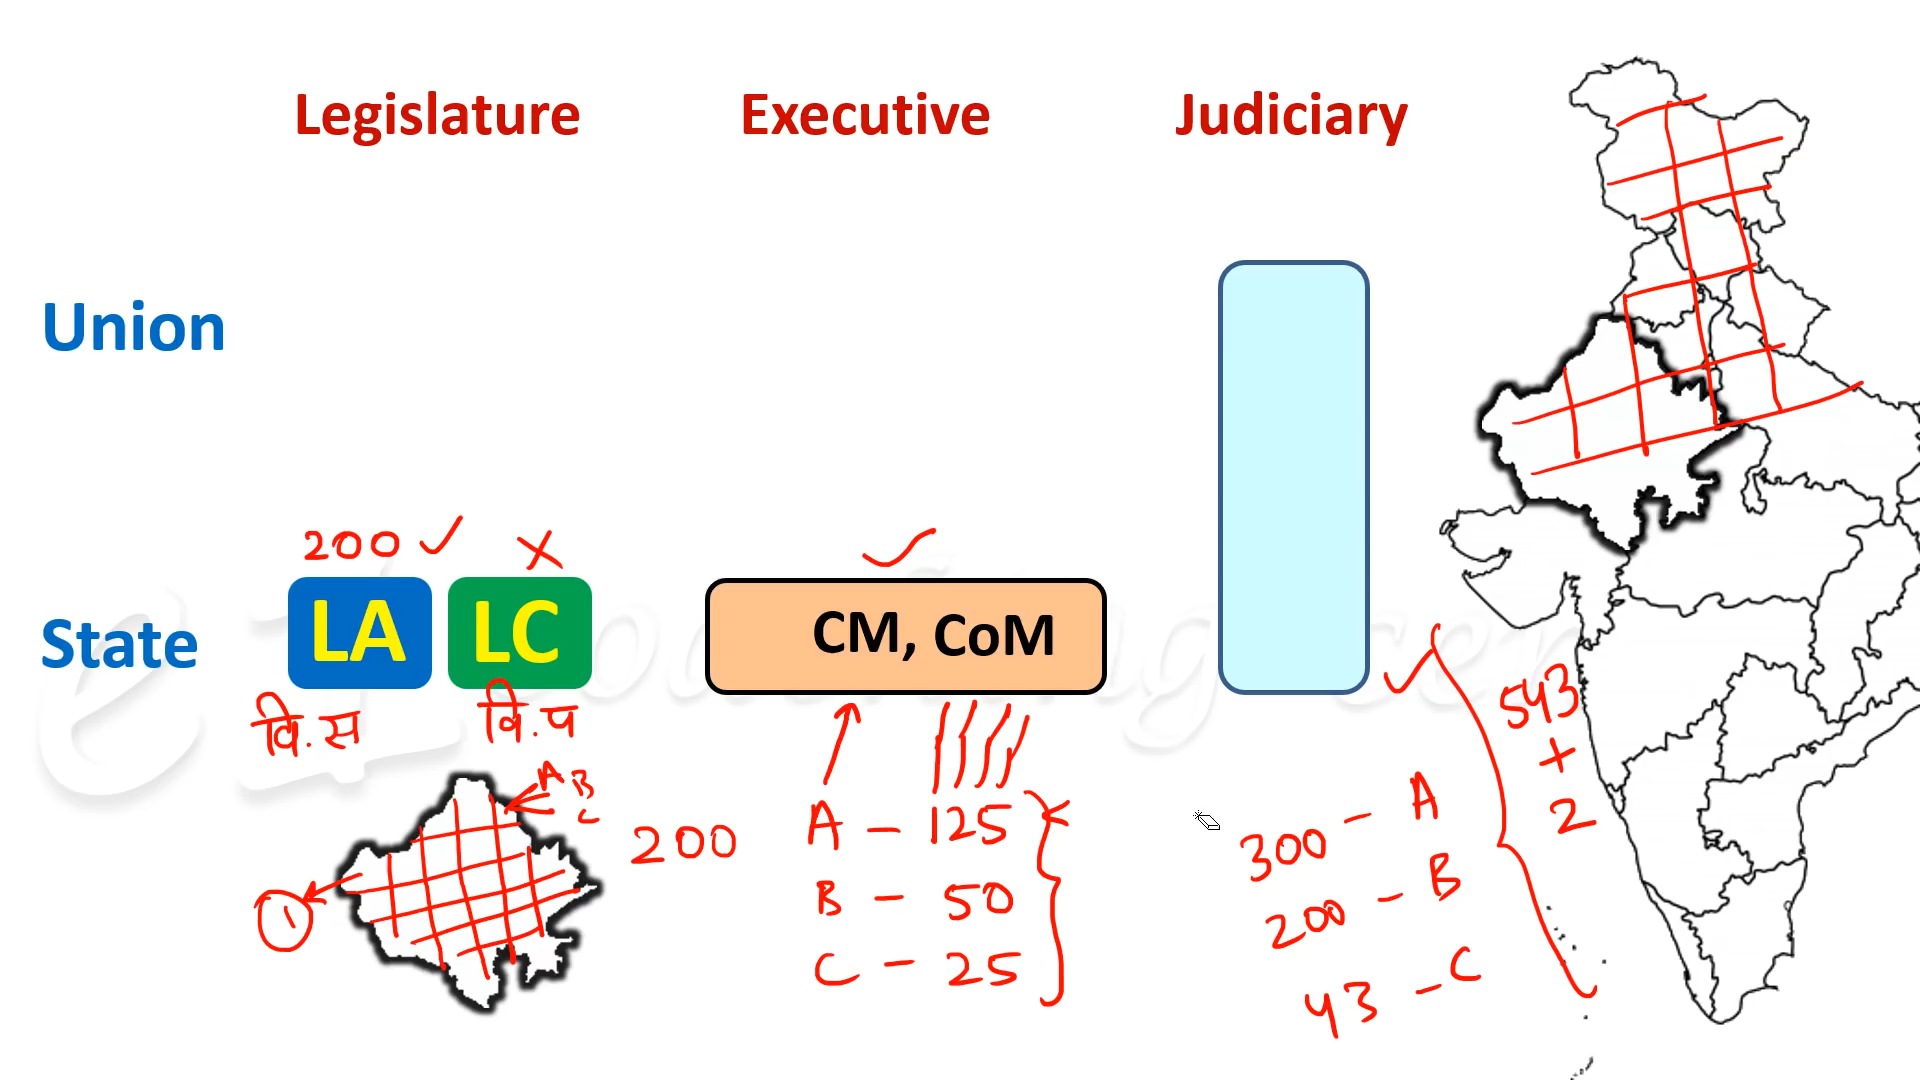 Legislature Executive Judiciary
Union
200 ✓ × ✓
State LA LC CM, CoM
वि.स वि.प
✓
543
+
2
A B C
1
200
A – 125
B – 50
C – 25
300 – A
200 – B
43 – C